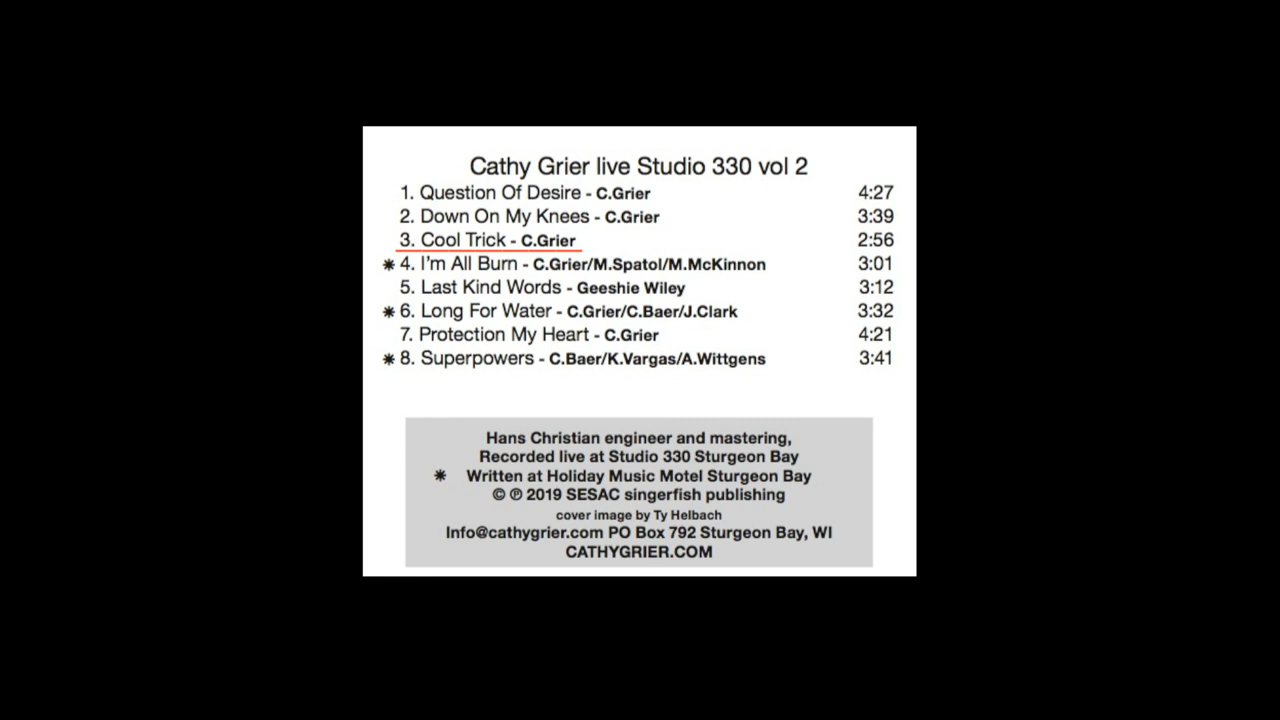 Cathy Grier live Studio 330 vol 2
1. Question Of Desire - C.Grier 4:27
2. Down On My Knees - C.Grier 3:39
3. Cool Trick - C.Grier 2:56
✷ 4. I'm All Burn - C.Grier/M.Spatol/M.McKinnon 3:01
5. Last Kind Words - Geeshie Wiley 3:12
✷ 6. Long For Water - C.Grier/C.Baer/J.Clark 3:32
7. Protection My Heart - C.Grier 4:21
✷ 8. Superpowers - C.Baer/K.Vargas/A.Wittgens 3:41
Hans Christian engineer and mastering,
Recorded live at Studio 330 Sturgeon Bay
✷ Written at Holiday Music Motel Sturgeon Bay
© ℗ 2019 SESAC singerfish publishing
cover image by Ty Helbach
Info@cathygrier.com PO Box 792 Sturgeon Bay, WI
CATHYGRIER.COM